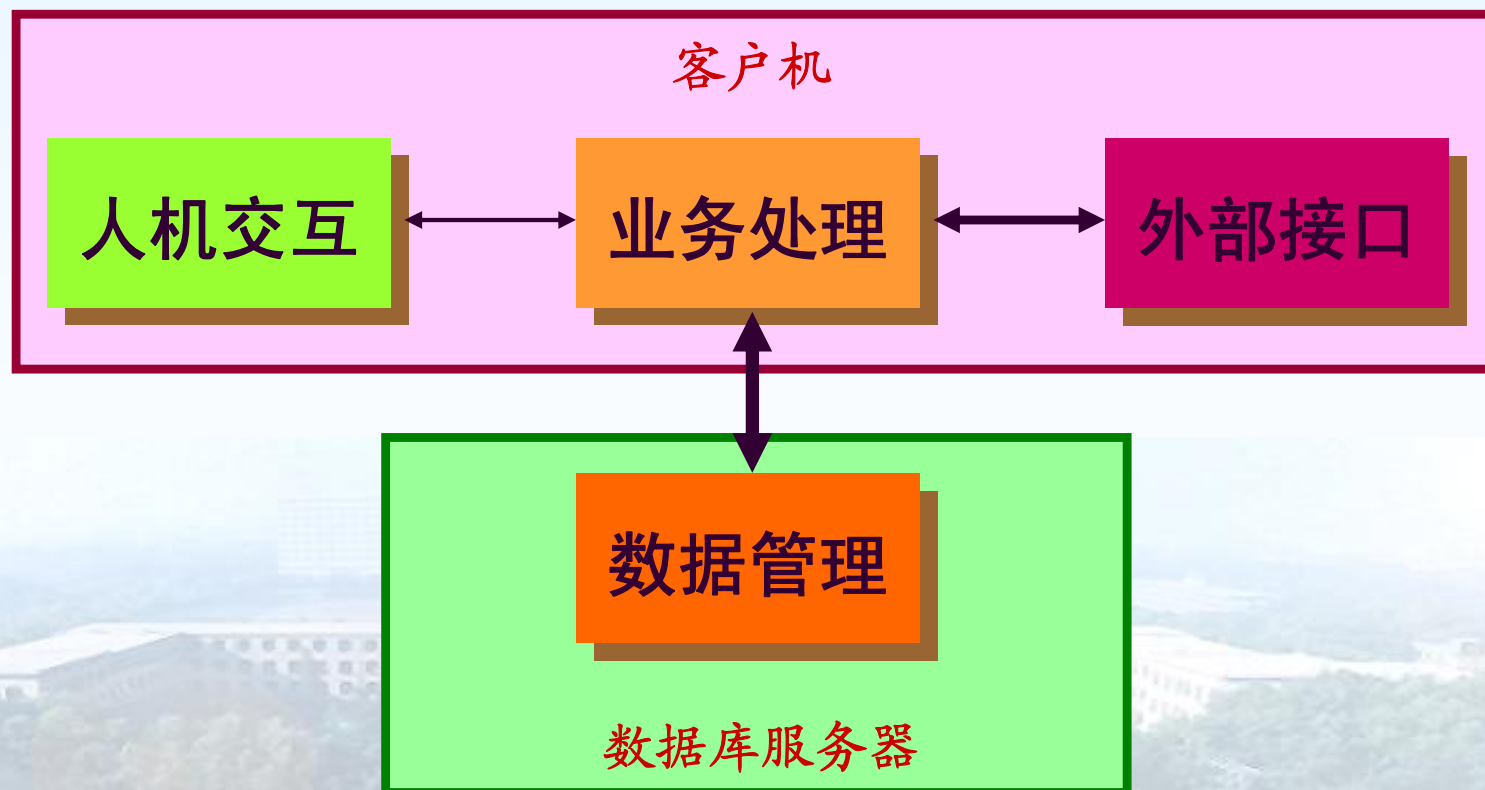 客户机
人机交互
业务处理
外部接口
数据管理
数据库服务器